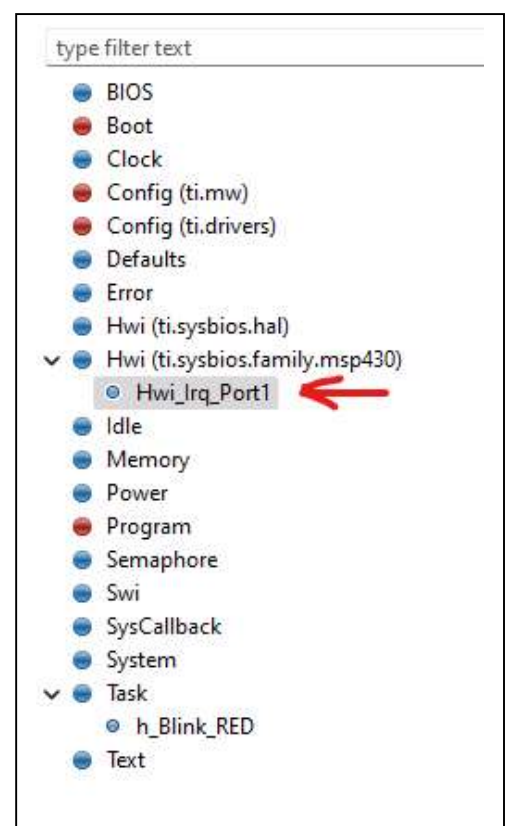 type filter text
BIOS
Boot
Clock
Config (ti.mw)
Config (ti.drivers)
Defaults
Error
Hwi (ti.sysbios.hal)
Hwi (ti.sysbios.family.msp430)
Hwi_Irq_Port1
Idle
Memory
Power
Program
Semaphore
Swi
SysCallback
System
Task
h_Blink_RED
Text